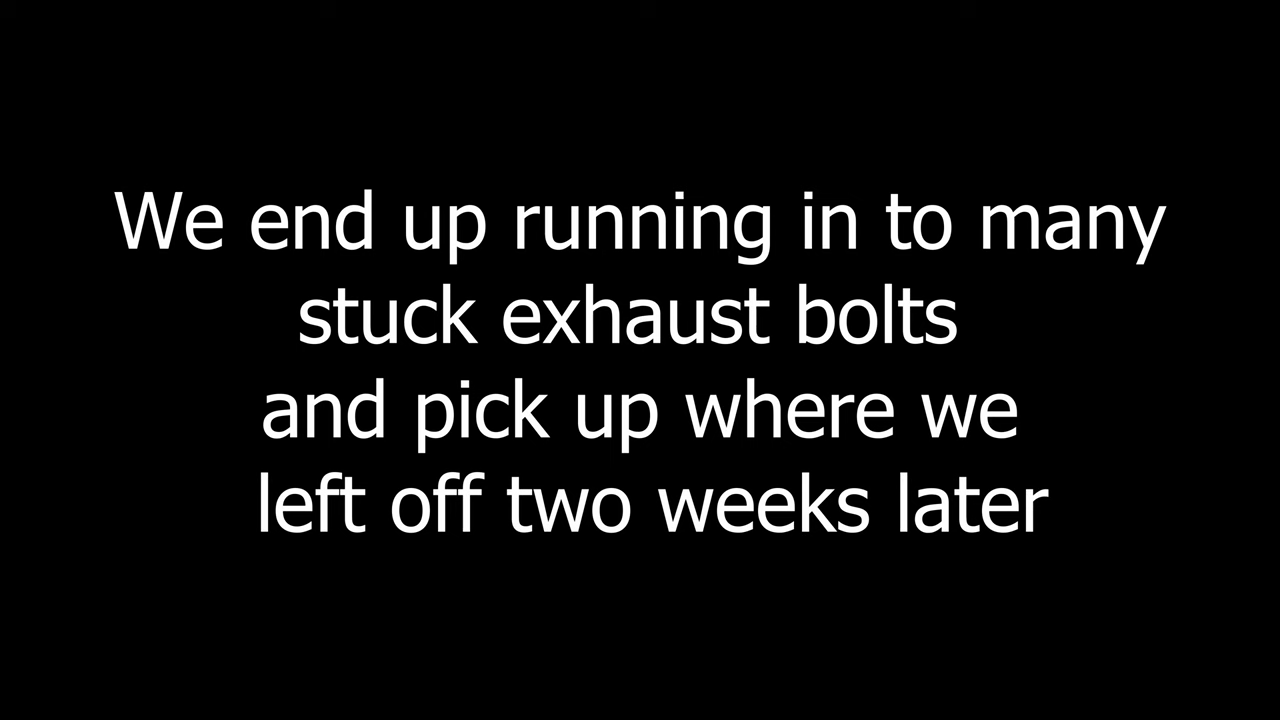 We end up running in to many
stuck exhaust bolts
and pick up where we
left off two weeks later